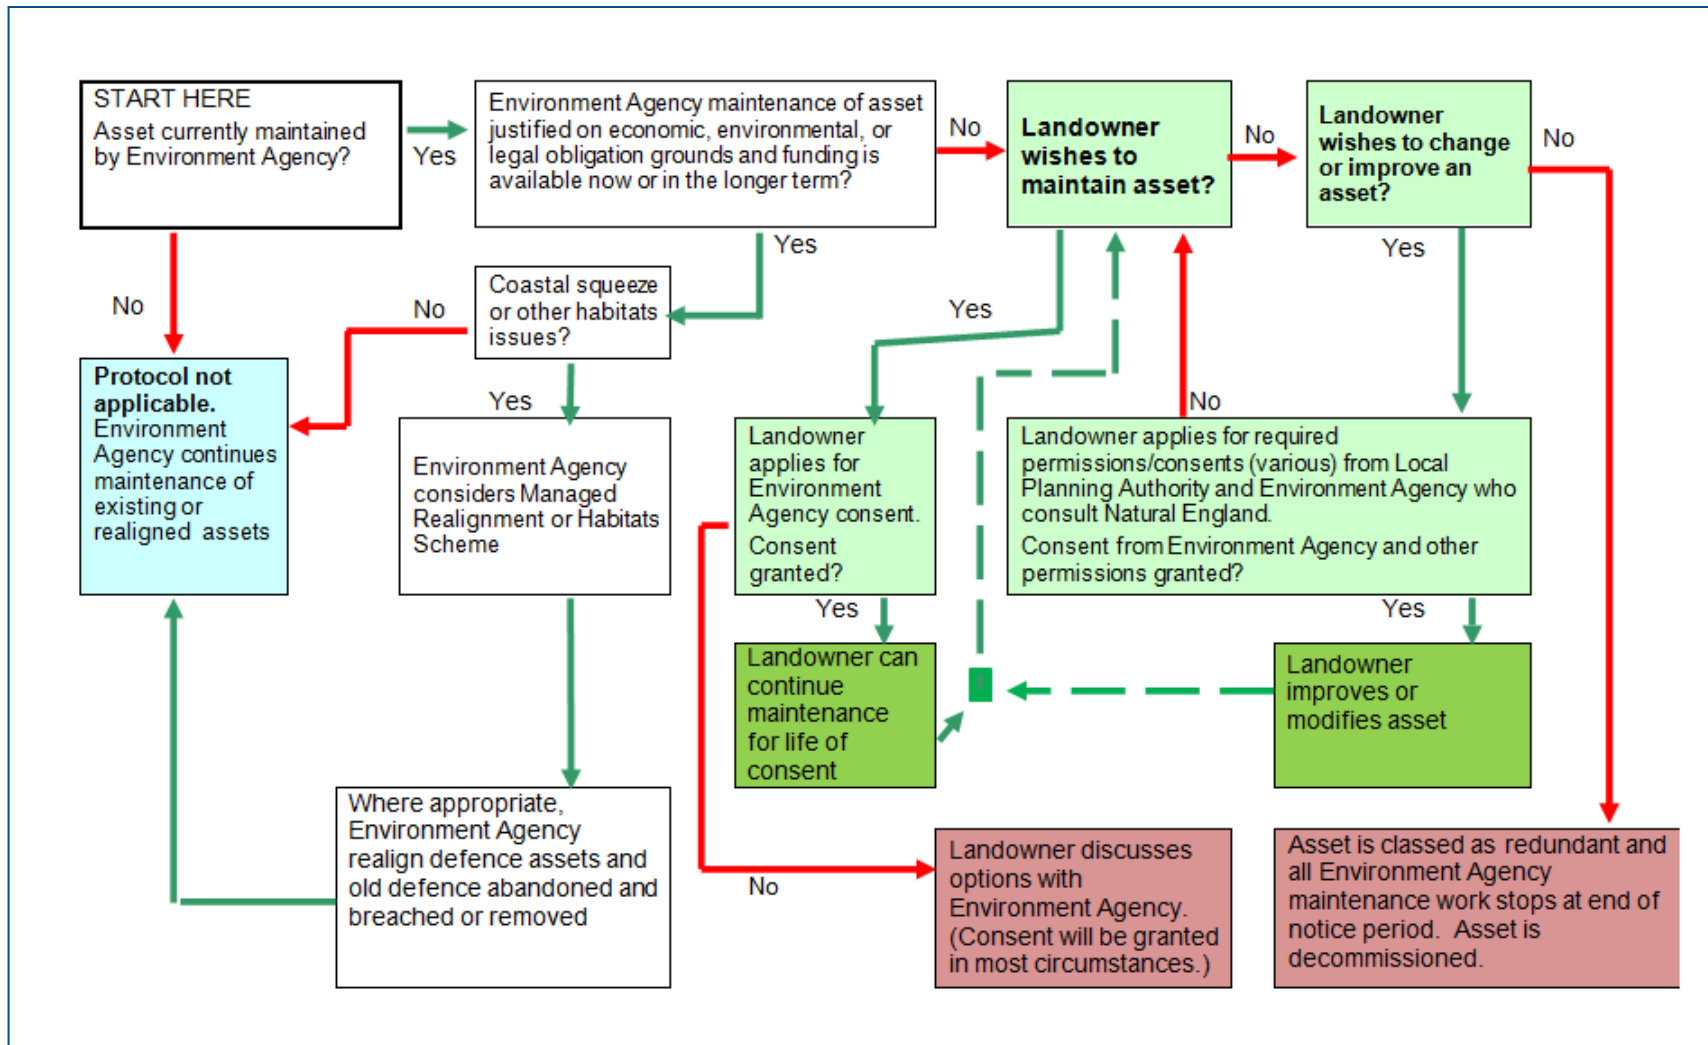 START HERE
Asset currently maintained
by Environment Agency?
Yes
No
Environment Agency maintenance of asset
justified on economic, environmental, or
legal obligation grounds and funding is
available now or in the longer term?
No
Yes
Landowner
wishes to
maintain asset?
No
Yes
Landowner
wishes to change
or improve an
asset?
No
Yes
Coastal squeeze
or other habitats
issues?
No
Yes
Protocol not
applicable.
Environment
Agency continues
maintenance of
existing or
realigned assets
Environment Agency
considers Managed
Realignment or Habitats
Scheme
Landowner
applies for
Environment
Agency consent.
Consent
granted?
Yes
No
Landowner applies for required
permissions/consents (various) from Local
Planning Authority and Environment Agency who
consult Natural England.
Consent from Environment Agency and other
permissions granted?
No
Yes
Landowner can
continue
maintenance
for life of
consent
Landowner
improves or
modifies asset
Where appropriate,
Environment Agency
realign defence assets and
old defence abandoned and
breached or removed
Landowner discusses
options with
Environment Agency.
(Consent will be granted
in most circumstances.)
Asset is classed as redundant and
all Environment Agency
maintenance work stops at end of
notice period. Asset is
decommissioned.